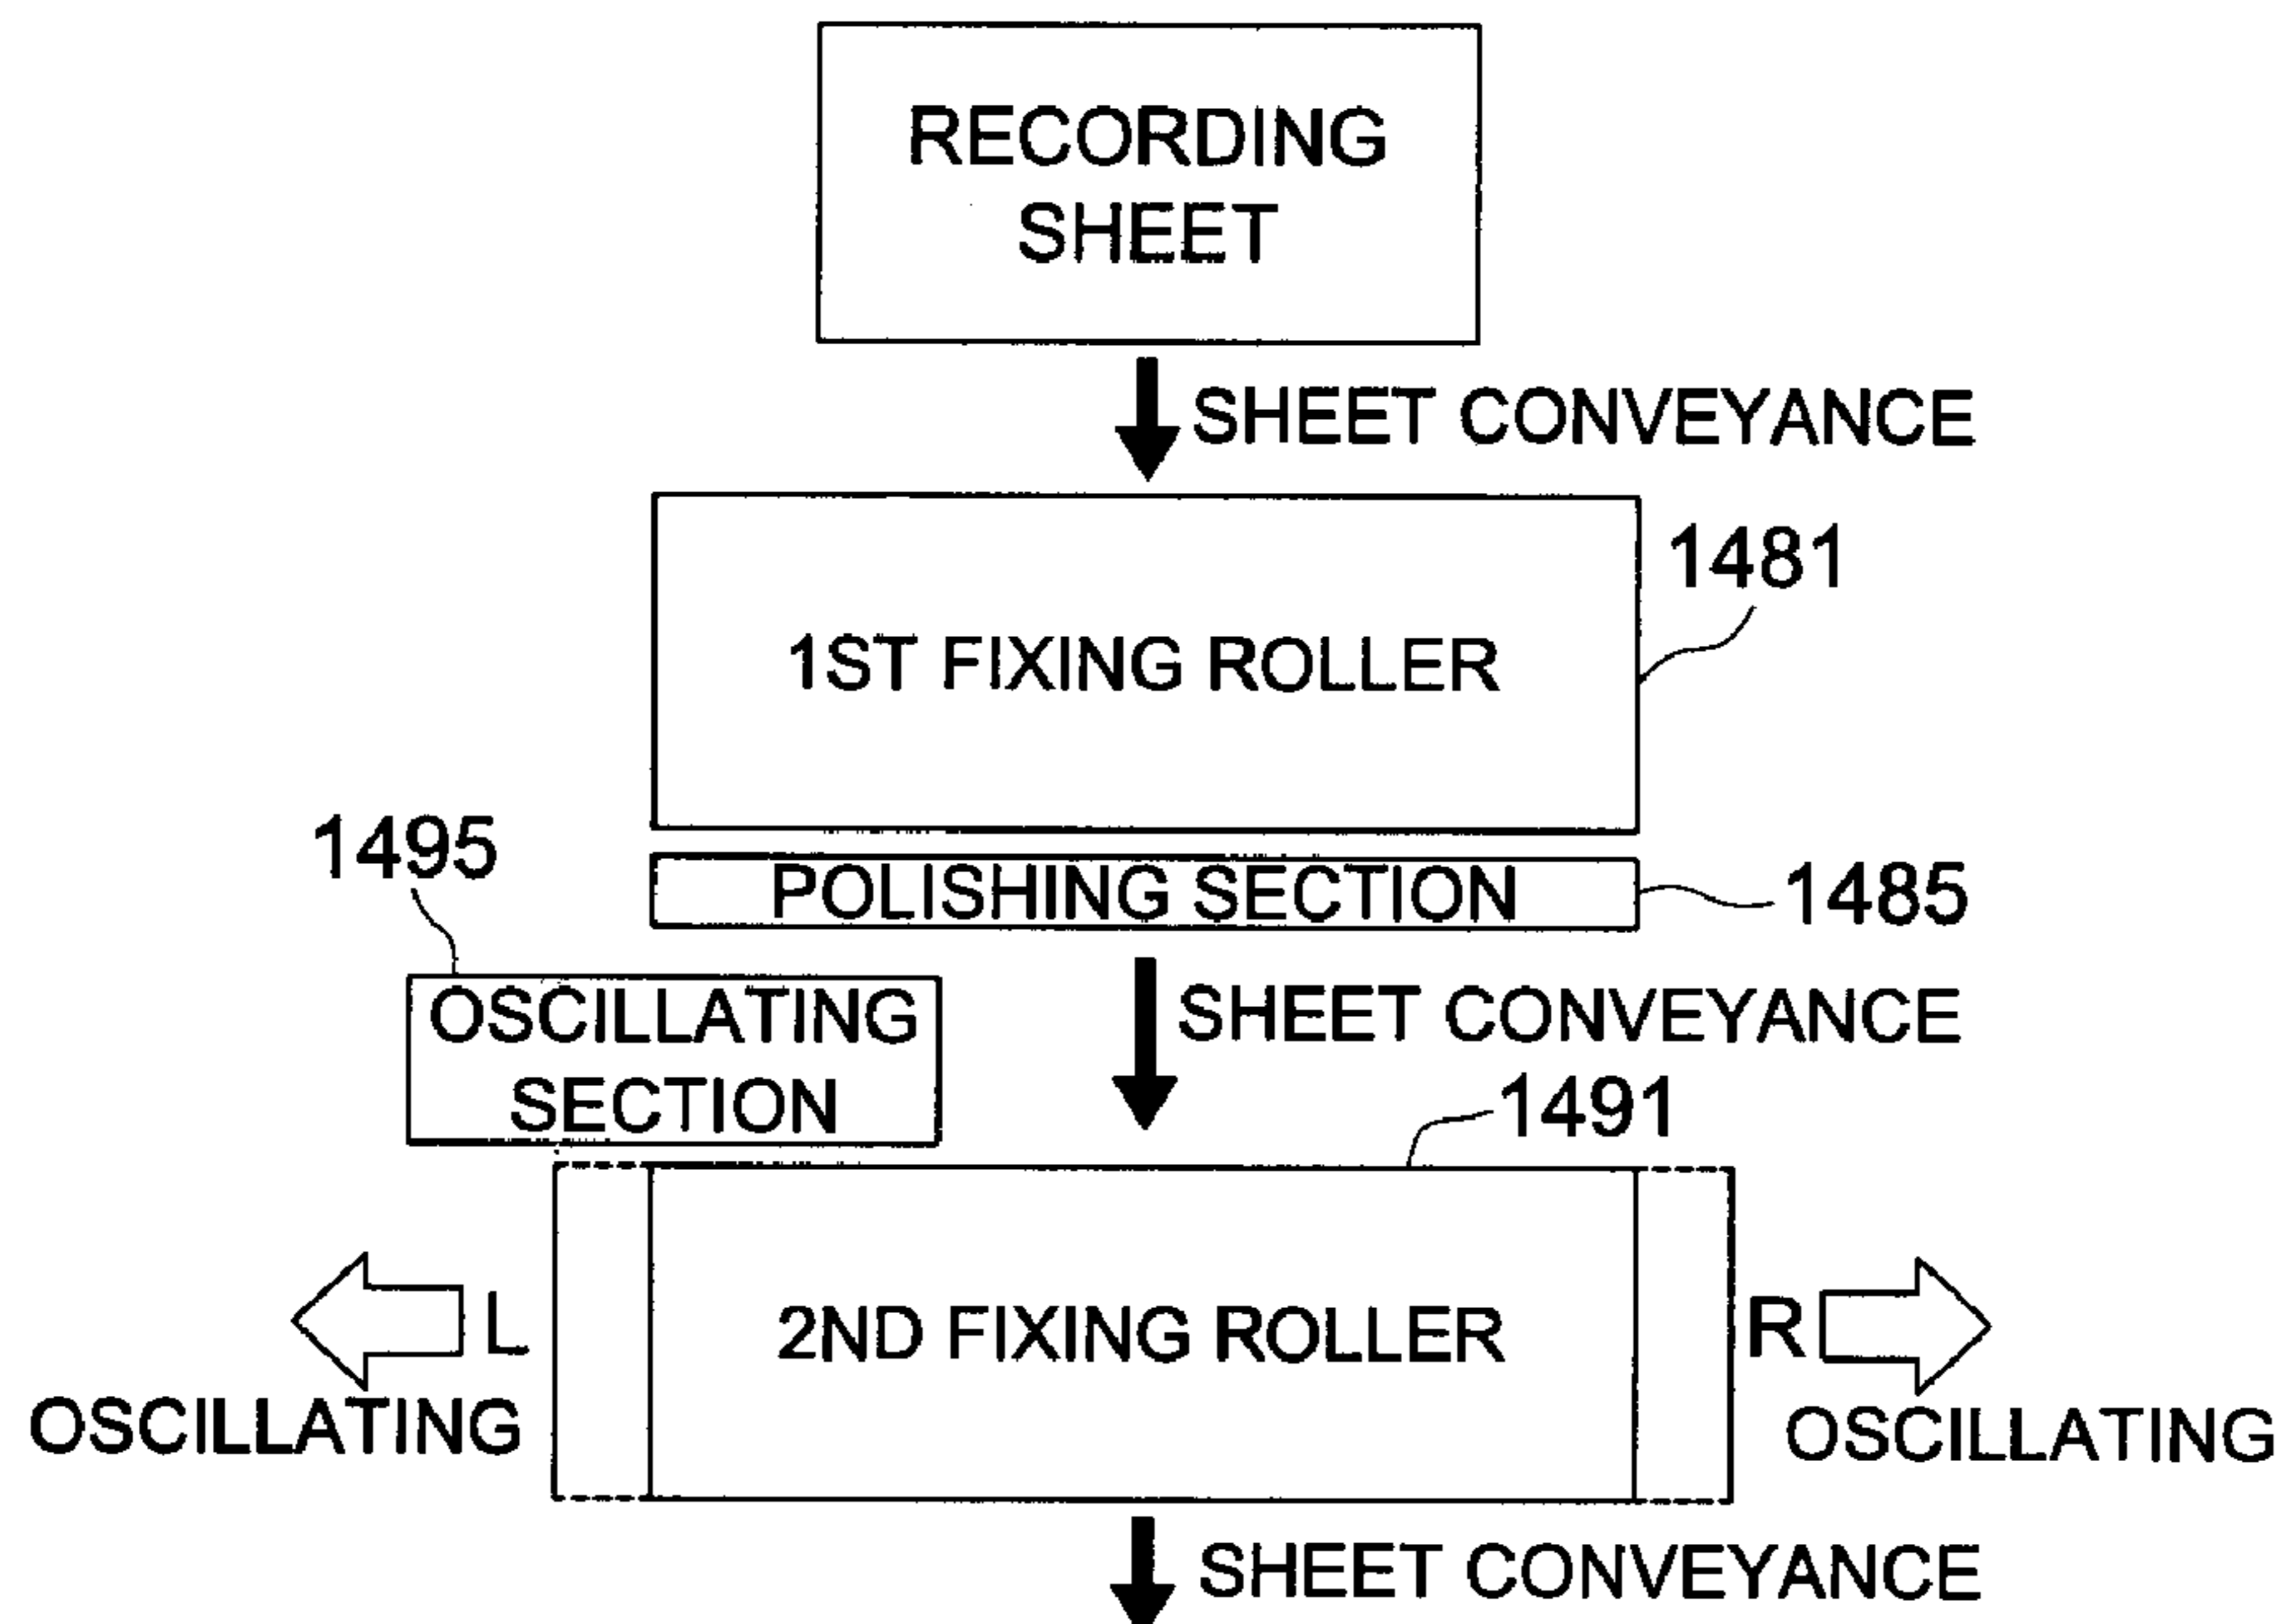 RECORDING
SHEET
SHEET CONVEYANCE
1481
1ST FIXING ROLLER
1495
POLISHING SECTION
1485
OSCILLATING
SECTION
SHEET CONVEYANCE
1491
L
2ND FIXING ROLLER
R
OSCILLATING
OSCILLATING
SHEET CONVEYANCE